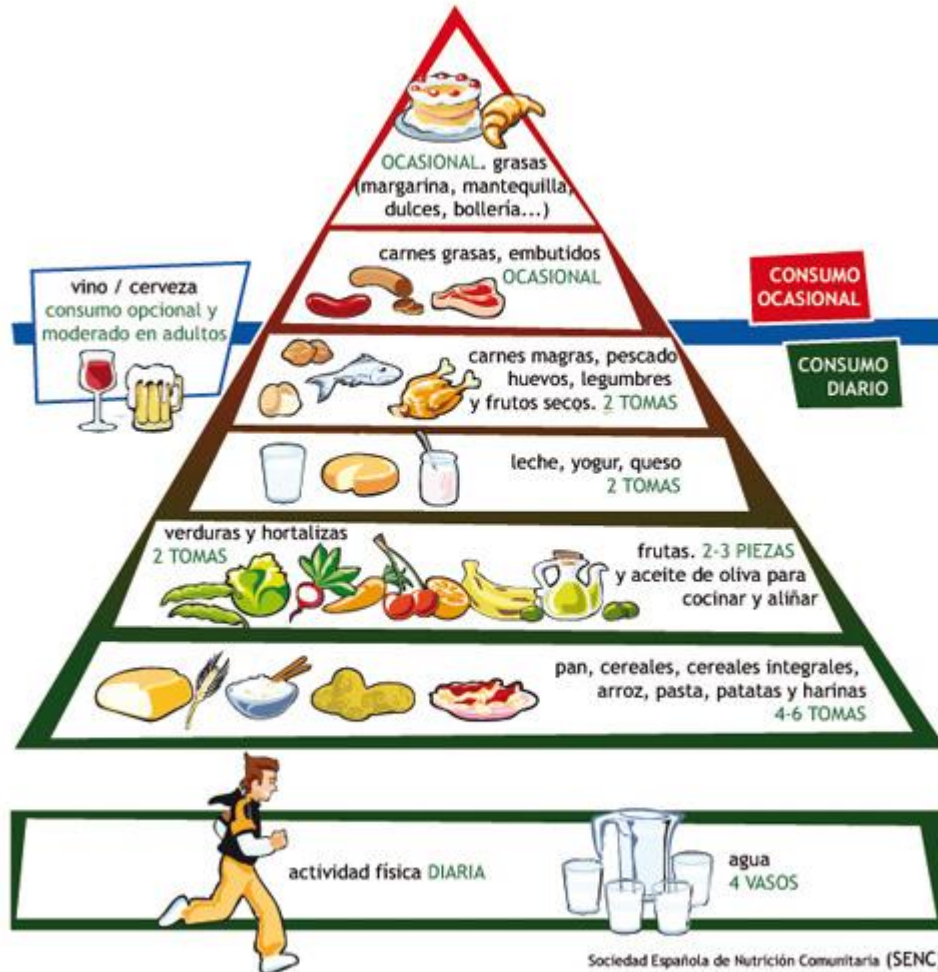 OCASIONAL. grasas
(margarina, mantequilla,
dulces, bollería...)
carnes grasas, embutidos
OCASIONAL
vino / cerveza
consumo opcional y
moderado en adultos
CONSUMO
OCASIONAL
CONSUMO
DIARIO
carnes magras, pescado
huevos, legumbres
y frutos secos. 2 TOMAS
leche, yogur, queso
2 TOMAS
verduras y hortalizas
2 TOMAS
frutas. 2-3 PIEZAS
y aceite de oliva para
cocinar y aliñar
pan, cereales, cereales integrales,
arroz, pasta, patatas y harinas
4-6 TOMAS
actividad física DIARIA
agua
4 VASOS
Sociedad Española de Nutrición Comunitaria (SENC